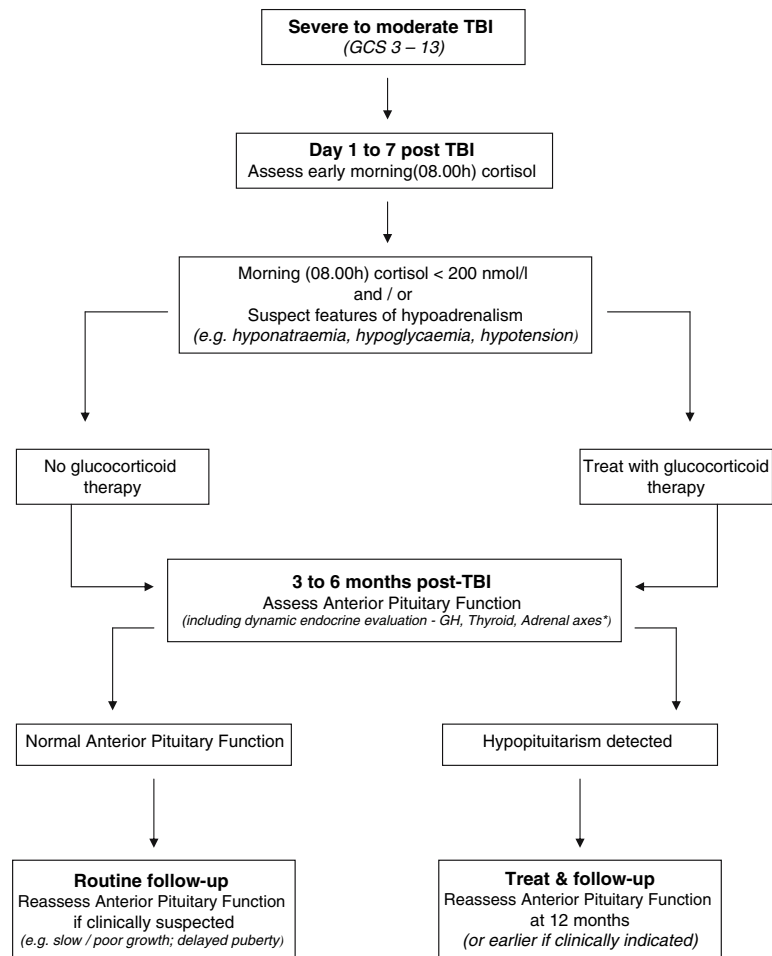 Severe to moderate TBI
(GCS 3 – 13)
Day 1 to 7 post TBI
Assess early morning(08.00h) cortisol
Morning (08.00h) cortisol < 200 nmol/l
and / or
Suspect features of hypoadrenalism
(e.g. hyponatraemia, hypoglycaemia, hypotension)
No glucocorticoid
therapy
Treat with glucocorticoid
therapy
3 to 6 months post-TBI
Assess Anterior Pituitary Function
(including dynamic endocrine evaluation - GH, Thyroid, Adrenal axes*)
Normal Anterior Pituitary Function
Hypopituitarism detected
Routine follow-up
Reassess Anterior Pituitary Function
if clinically suspected
(e.g. slow / poor growth; delayed puberty)
Treat & follow-up
Reassess Anterior Pituitary Function
at 12 months
(or earlier if clinically indicated)